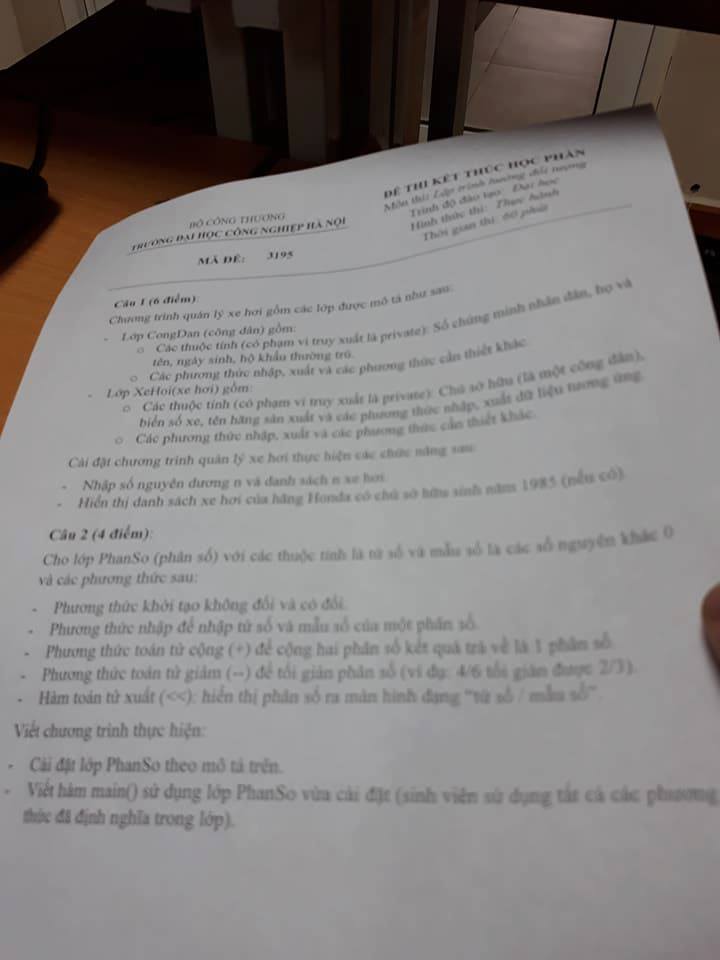 BỘ CÔNG THƯƠNG
TRƯỜNG ĐẠI HỌC CÔNG NGHIỆP HÀ NỘI
MÃ ĐỀ: 3195
ĐỀ THI KẾT THÚC HỌC PHẦN
Môn thi: Lập trình hướng đối tượng
Trình độ đào tạo: Đại học
Hình thức thi: Thực hành
Thời gian thi: 60 phút
Câu 1 (6 điểm):
Chương trình quản lý xe hơi gồm các lớp được mô tả như sau:
- Lớp CongDan (công dân) gồm:
o Các thuộc tính (có phạm vi truy xuất là private): Số chứng minh nhân dân, họ và
tên, ngày sinh, hộ khẩu thường trú.
o Các phương thức nhập, xuất và các phương thức cần thiết khác.
- Lớp XeHoi(xe hơi) gồm:
o Các thuộc tính (có phạm vi truy xuất là private): Chủ sở hữu (là một công dân),
biển số xe, tên hãng sản xuất và các phương thức nhập, xuất dữ liệu tương ứng.
o Các phương thức nhập, xuất và các phương thức cần thiết khác.
Cài đặt chương trình quản lý xe hơi thực hiện các chức năng sau:
- Nhập số nguyên dương n và danh sách n xe hơi.
- Hiển thị danh sách xe hơi của hãng Honda có chủ sở hữu sinh năm 1985 (nếu có).
Câu 2 (4 điểm):
Cho lớp PhanSo (phân số) với các thuộc tính là tử số và mẫu số là các số nguyên khác 0
và các phương thức sau:
- Phương thức khởi tạo không đối và có đối.
- Phương thức nhập để nhập tử số và mẫu số của một phân số.
- Phương thức toán tử cộng (+) để cộng hai phân số kết quả trả về là 1 phân số.
- Phương thức toán tử giảm (--) để tối giản phân số (ví dụ: 4/6 tối giản được 2/3).
- Hàm toán tử xuất (<<): hiển thị phân số ra màn hình dạng "tử số / mẫu số".
Viết chương trình thực hiện:
- Cài đặt lớp PhanSo theo mô tả trên.
- Viết hàm main() sử dụng lớp PhanSo vừa cài đặt (sinh viên sử dụng tất cả các phương
thức đã định nghĩa trong lớp).